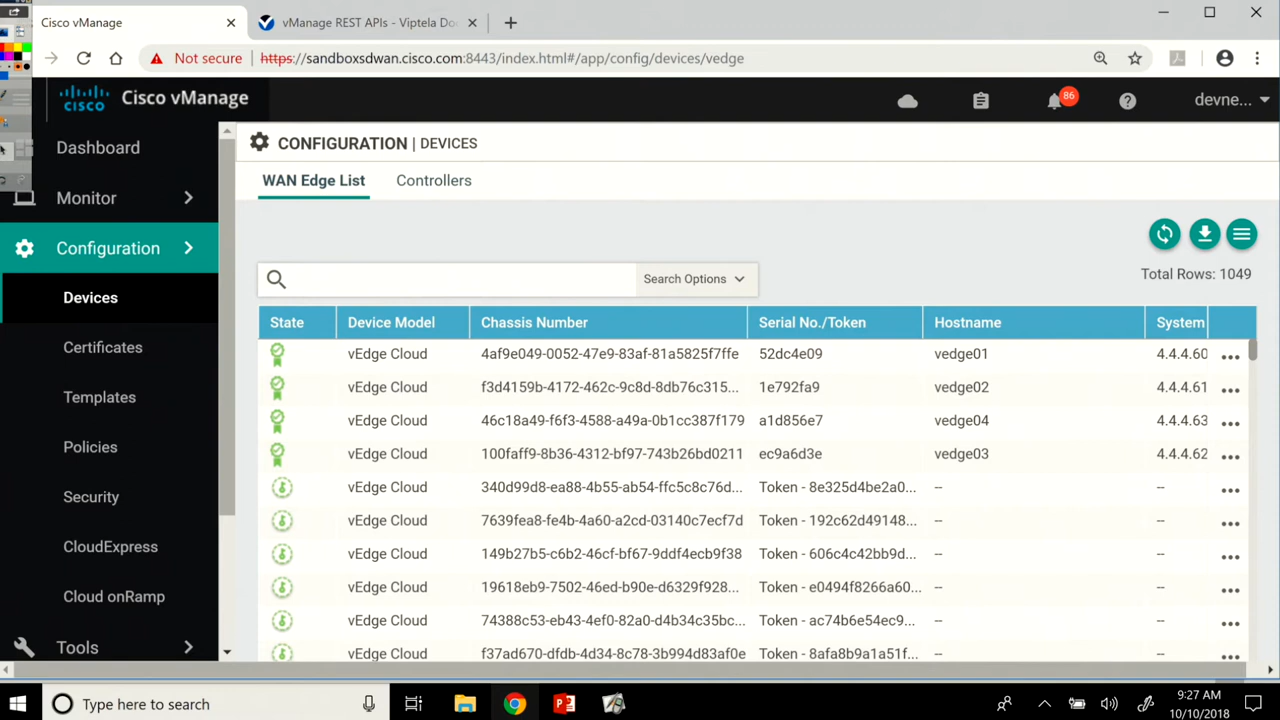 Cisco vManage
vManage REST APIs - Viptela Do
Not secure https://sandboxsdwan.cisco.com:8443/index.html#/app/config/devices/vedge
cisco Cisco vManage 86 devne...
Dashboard
Monitor
Configuration
Devices
Certificates
Templates
Policies
Security
CloudExpress
Cloud onRamp
Tools
CONFIGURATION | DEVICES
WAN Edge List Controllers
Search Options
Total Rows: 1049
State Device Model Chassis Number Serial No./Token Hostname System
vEdge Cloud 4af9e049-0052-47e9-83af-81a5825f7ffe 52dc4e09 vedge01 4.4.4.60 ...
vEdge Cloud f3d4159b-4172-462c-9c8d-8db76c315... 1e792fa9 vedge02 4.4.4.61 ...
vEdge Cloud 46c18a49-f6f3-4588-a49a-0b1cc387f179 a1d856e7 vedge04 4.4.4.63 ...
vEdge Cloud 100faff9-8b36-4312-bf97-743b26bd0211 ec9a6d3e vedge03 4.4.4.62 ...
vEdge Cloud 340d99d8-ea88-4b55-ab54-ffc5c8c76d... Token - 8e325d4be2a0... -- -- ...
vEdge Cloud 7639fea8-fe4b-4a60-a2cd-03140c7ecf7d Token - 192c62d49148... -- -- ...
vEdge Cloud 149b27b5-c6b2-46cf-bf67-9ddf4ecb9f38 Token - 606c4c42bb9d... -- -- ...
vEdge Cloud 19618eb9-7502-46ed-b90e-d6329f928... Token - e0494f8266a60... -- -- ...
vEdge Cloud 74388c53-eb43-4ef0-82a0-d4b34c35bc... Token - ac74b6e54ec9... -- -- ...
vEdge Cloud f37ad670-dfdb-4d34-8c78-3b994d83af0e Token - 8afa8b9a1a51f... -- -- ...
Type here to search
9:27 AM
10/10/2018